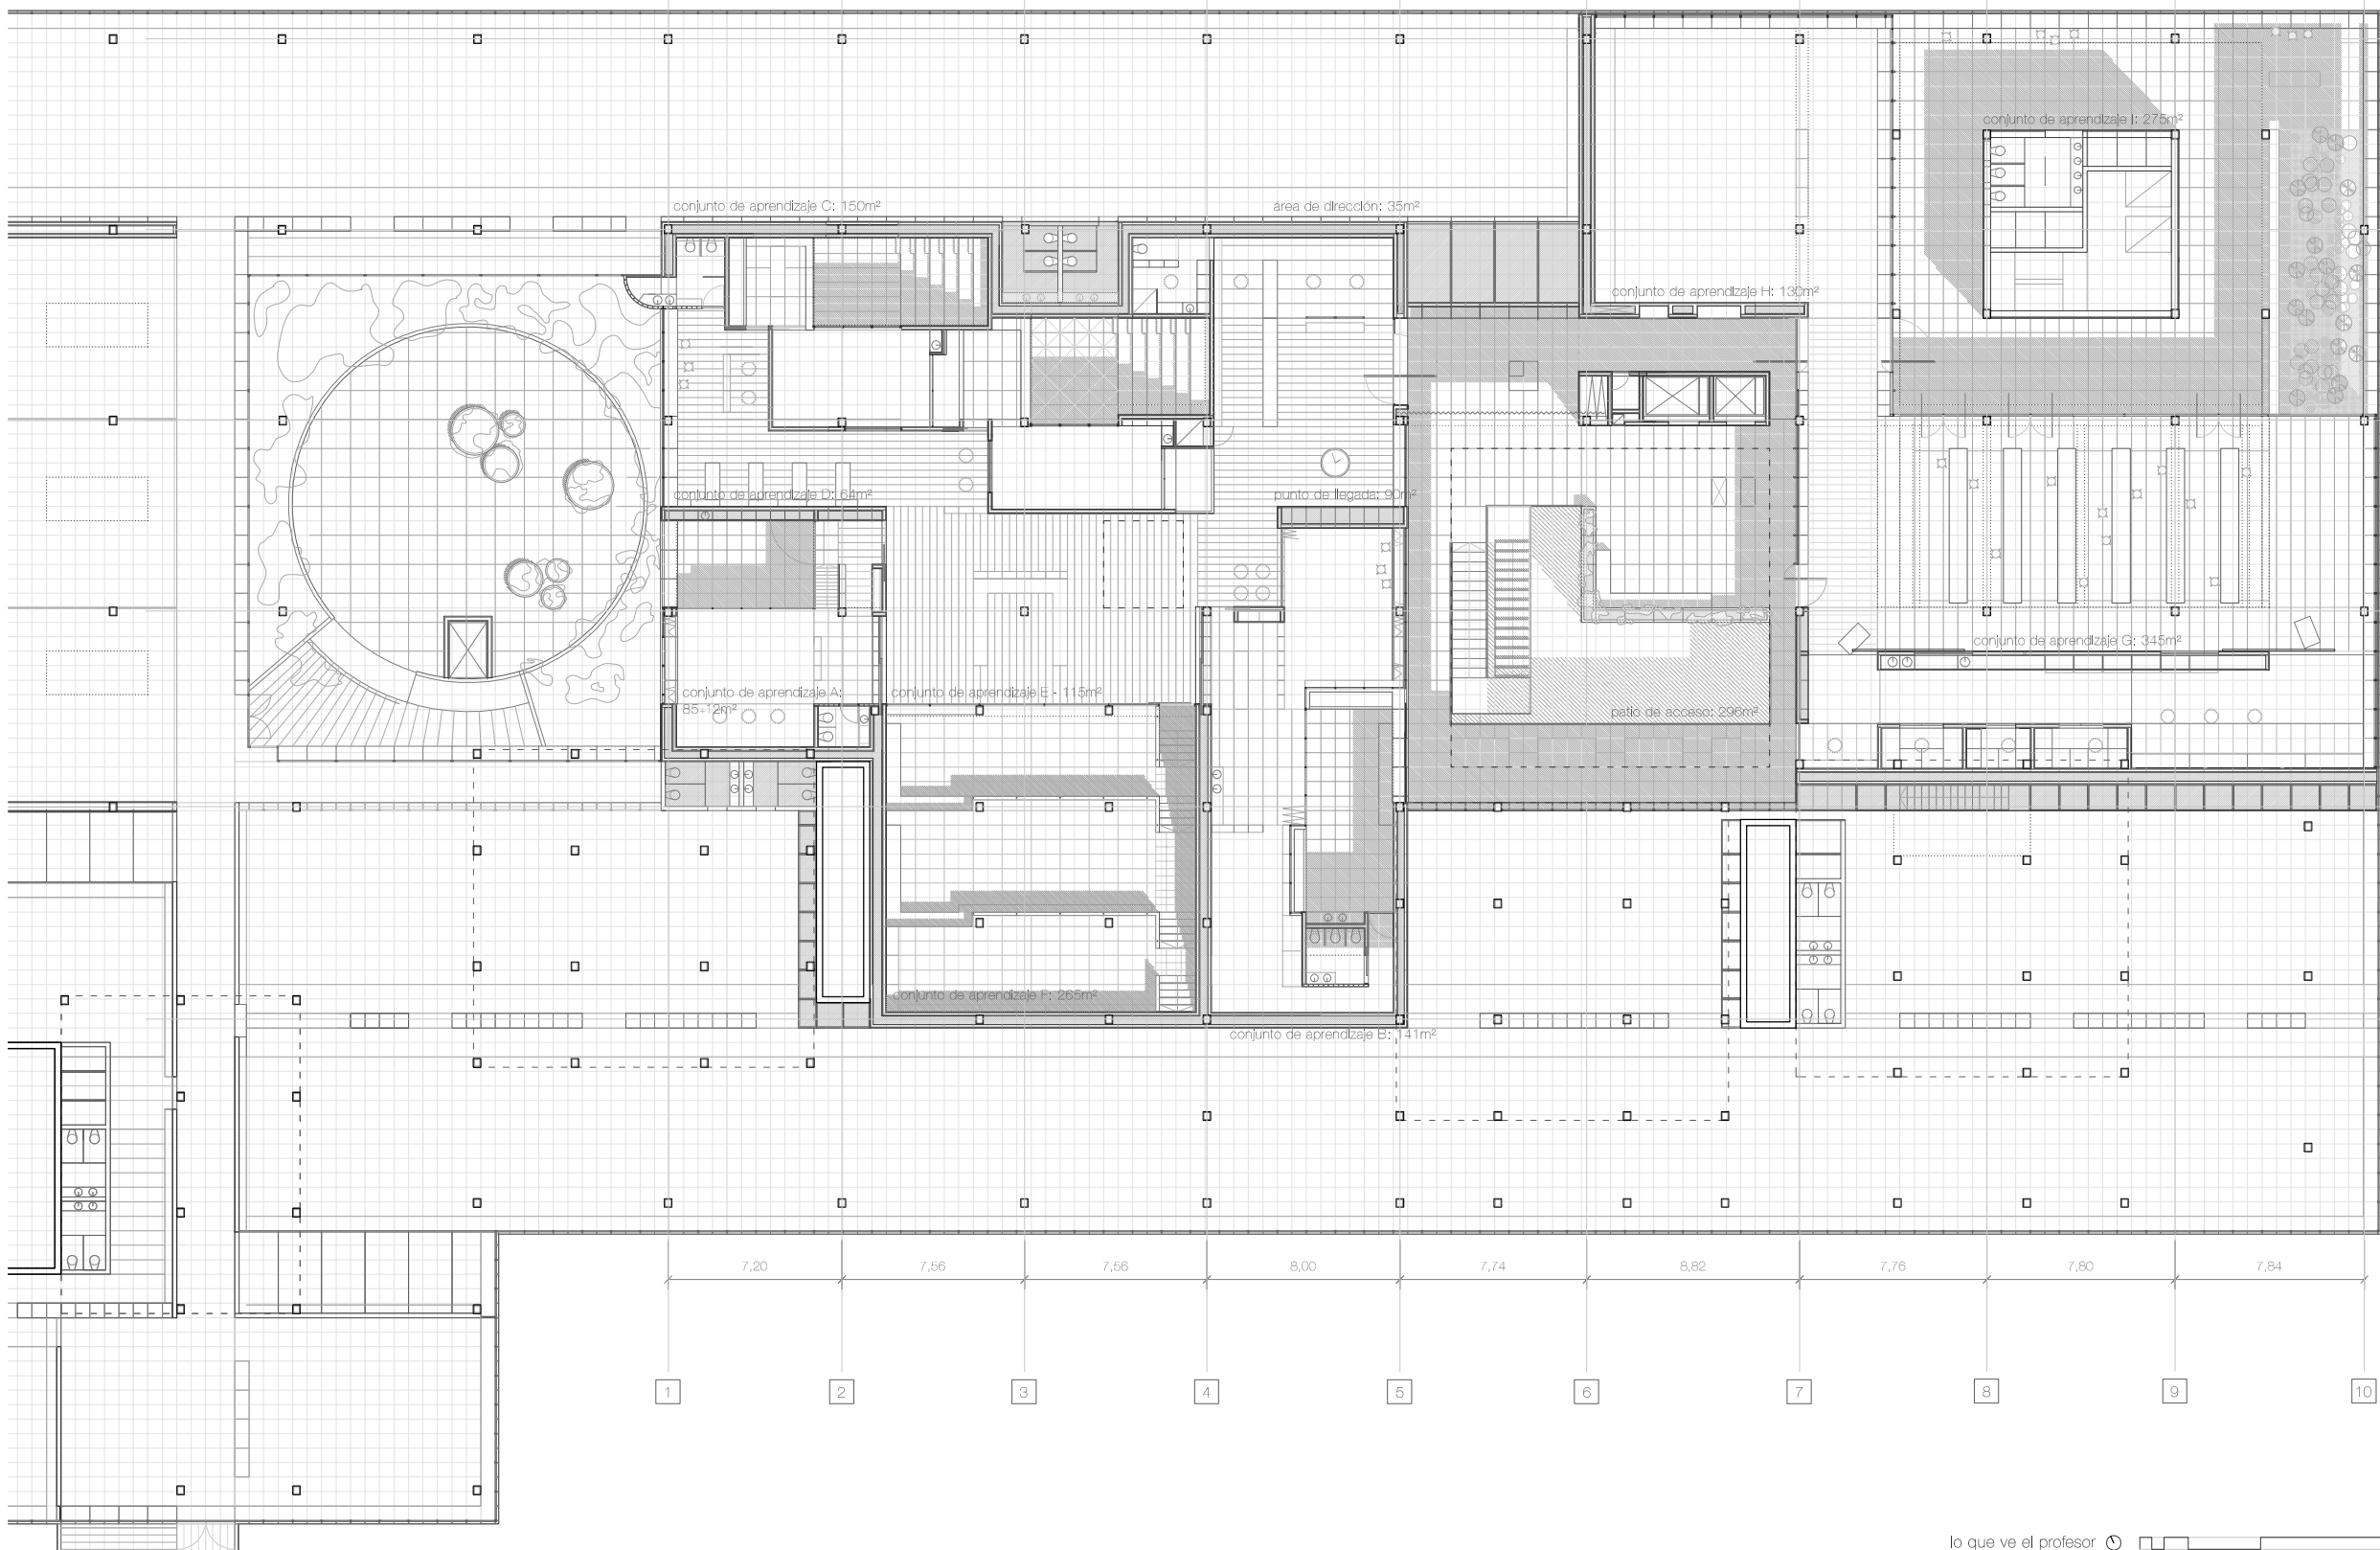 conjunto de aprendizaje I: 275m²
conjunto de aprendizaje C: 150m²
área de dirección: 35m²
conjunto de aprendizaje H: 130m²
conjunto de aprendizaje D: 64m²
punto de llegada: 90m²
conjunto de aprendizaje G: 345m²
conjunto de aprendizaje A:
85+12m²
conjunto de aprendizaje E - 115m²
patio de acceso: 296m²
conjunto de aprendizaje F: 265m²
conjunto de aprendizaje B: 141m²
7,20
7,56
7,56
8,00
7,74
8,82
7,76
7,80
7,84
1
2
3
4
5
6
7
8
9
10
lo que ve el profesor